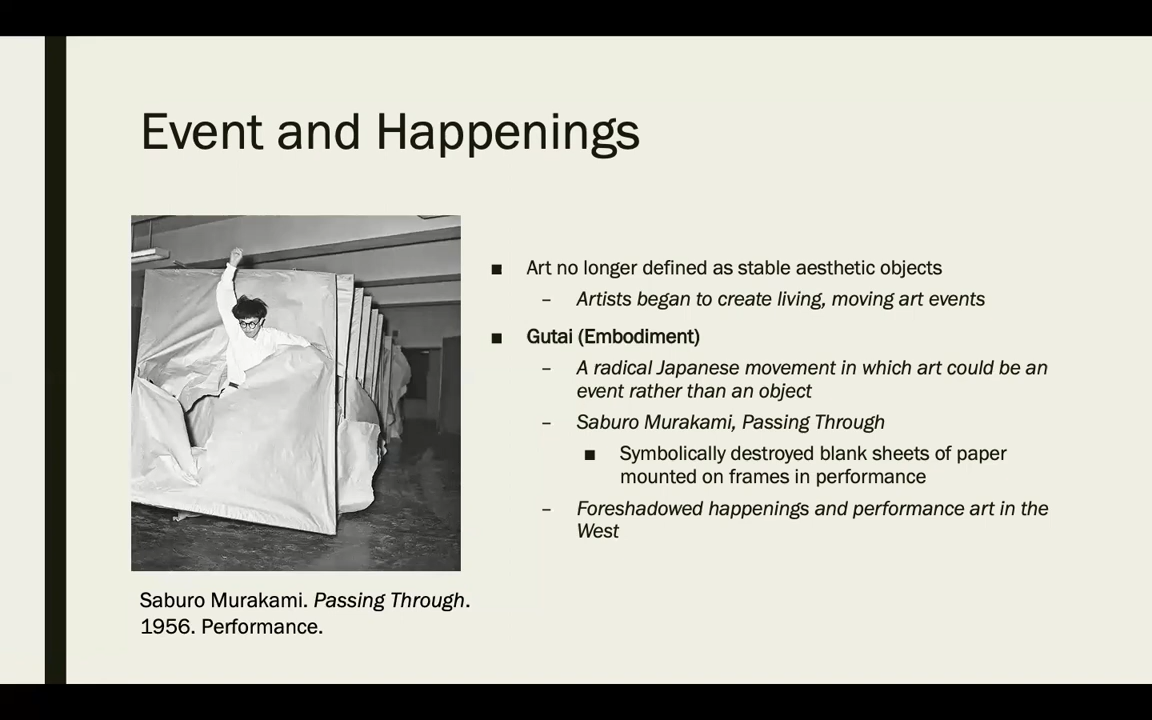 Event and Happenings
Art no longer defined as stable aesthetic objects
– Artists began to create living, moving art events
Gutai (Embodiment)
– A radical Japanese movement in which art could be an
event rather than an object
– Saburo Murakami, Passing Through
Symbolically destroyed blank sheets of paper
mounted on frames in performance
– Foreshadowed happenings and performance art in the
West
Saburo Murakami. Passing Through.
1956. Performance.